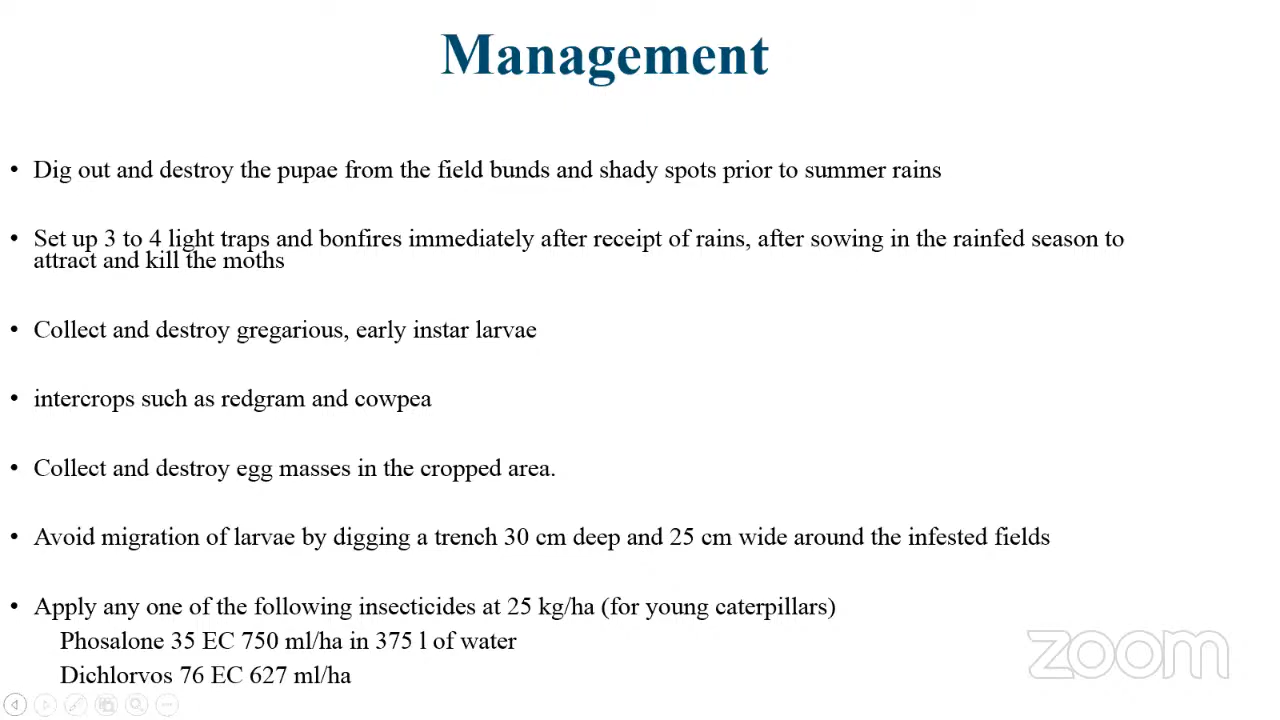 Management
• Dig out and destroy the pupae from the field bunds and shady spots prior to summer rains
• Set up 3 to 4 light traps and bonfires immediately after receipt of rains, after sowing in the rainfed season to
attract and kill the moths
• Collect and destroy gregarious, early instar larvae
• intercrops such as redgram and cowpea
• Collect and destroy egg masses in the cropped area.
• Avoid migration of larvae by digging a trench 30 cm deep and 25 cm wide around the infested fields
• Apply any one of the following insecticides at 25 kg/ha (for young caterpillars)
Phosalone 35 EC 750 ml/ha in 375 l of water
Dichlorvos 76 EC 627 ml/ha
zoom